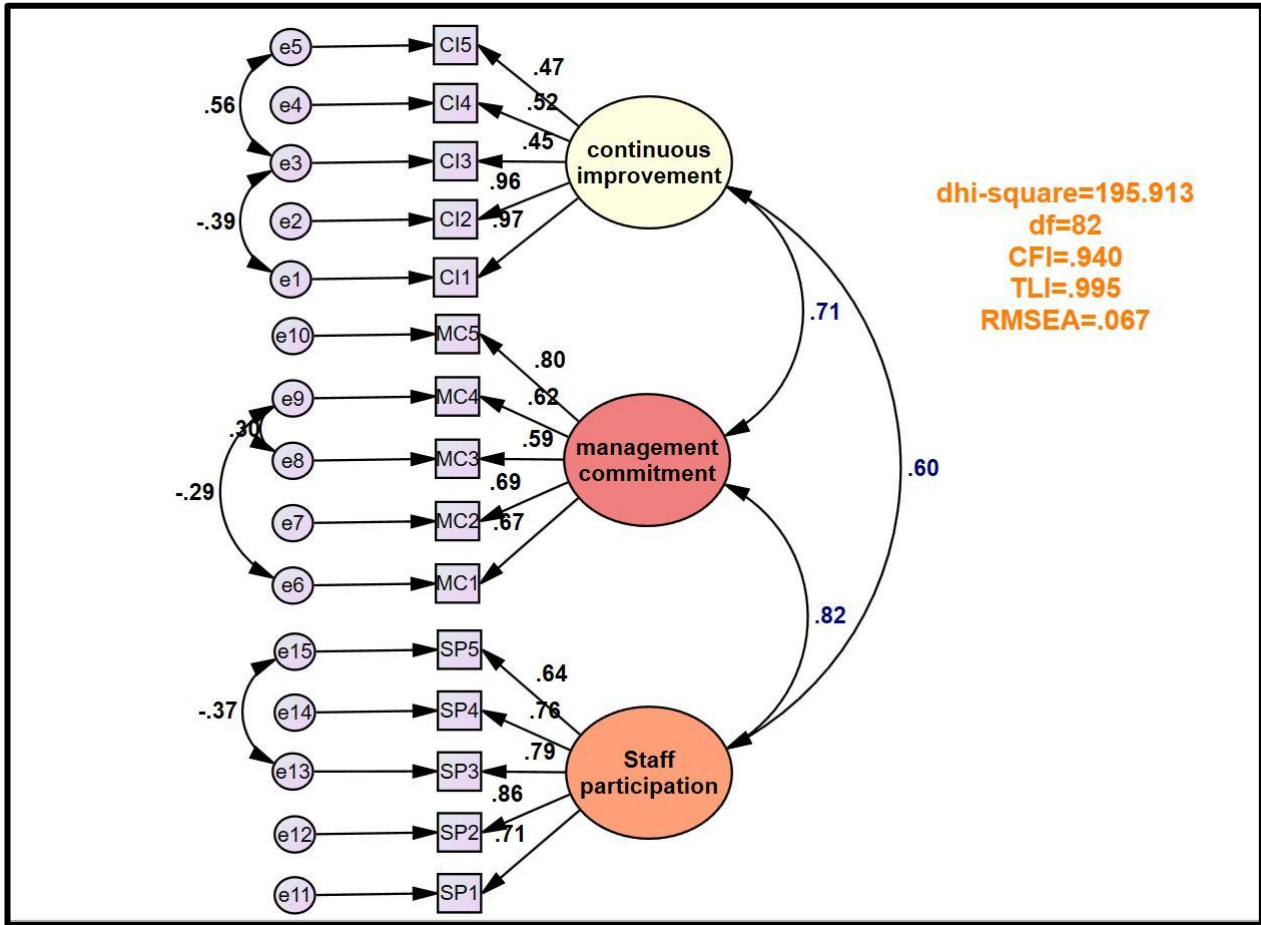 e5
CI5
.47
.56
e4
CI4
.52
e3
CI3
.45
continuous
improvement
.96
-.39
e2
CI2
.97
e1
CI1
e10
MC5
.80
e9
MC4
.62
.30
e8
MC3
.59
management
commitment
.69
-.29
e7
MC2
.67
e6
MC1
e15
SP5
.64
-.37
e14
SP4
.76
e13
SP3
.79
Staff
participation
.86
e12
SP2
.71
e11
SP1
.71
.60
.82
dhi-square=195.913
df=82
CFI=.940
TLI=.995
RMSEA=.067